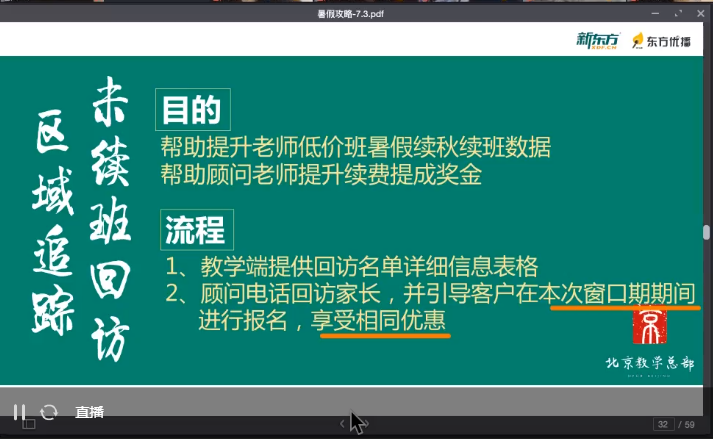 暑假攻略-7.3.pdf
新东方
XDF.CN
东方优播
未续班回访
区域追踪
目的
帮助提升老师低价班暑假续秋续班数据
帮助顾问老师提升续费提成奖金
流程
1、教学端提供回访名单详细信息表格
2、顾问电话回访家长，并引导客户在本次窗口期期间
进行报名，享受相同优惠
京
北京教学总部
直播
32 / 59